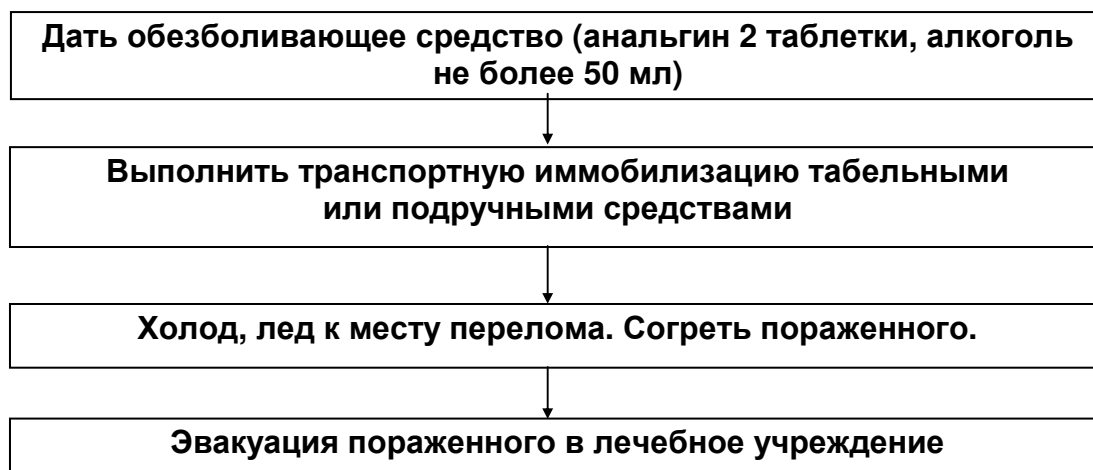 Дать обезболивающее средство (анальгин 2 таблетки, алкоголь
не более 50 мл)
Выполнить транспортную иммобилизацию табельными
или подручными средствами
Холод, лед к месту перелома. Согреть пораженного.
Эвакуация пораженного в лечебное учреждение